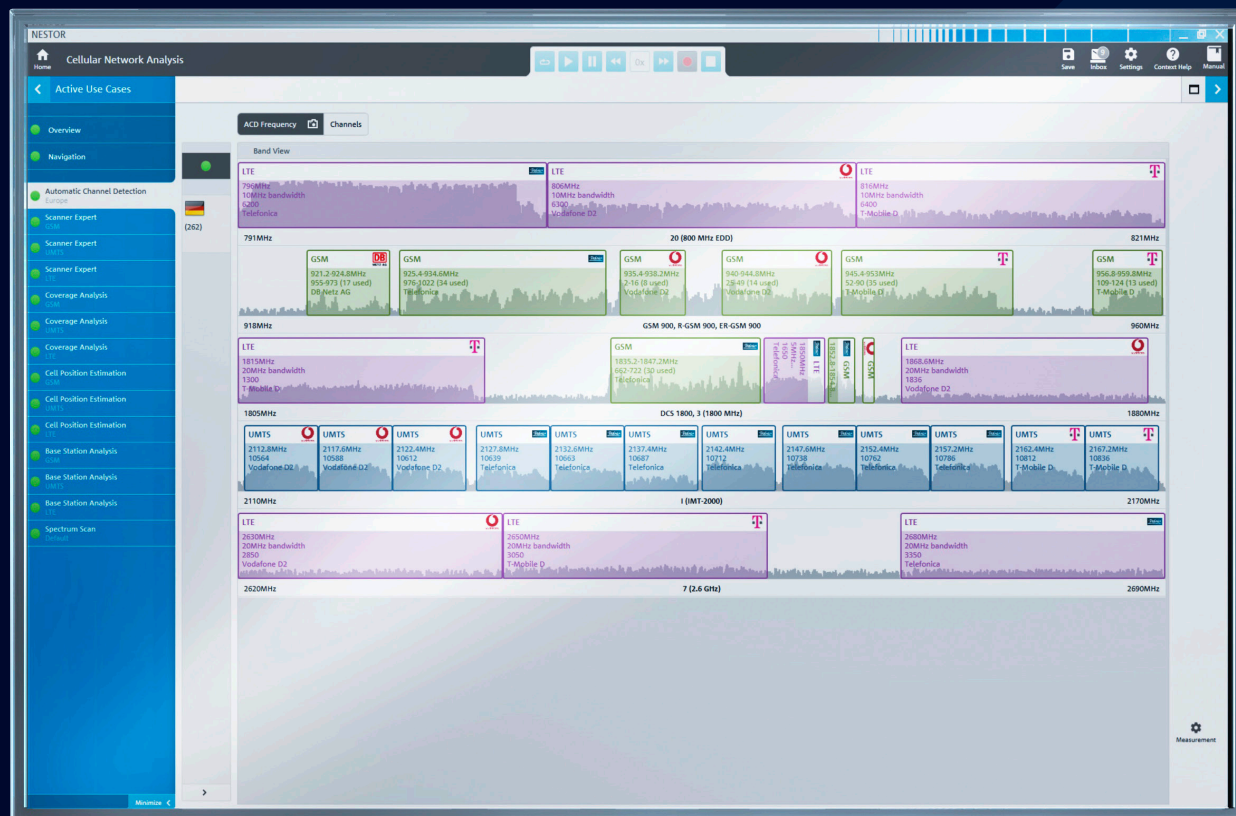 NESTOR
Home
Cellular Network Analysis
0x
Save
Inbox
Settings
Context Help
Manual
Active Use Cases
Overview
Navigation
Automatic Channel Detection
Europe
Scanner Expert
GSM
Scanner Expert
UMTS
Scanner Expert
LTE
Coverage Analysis
GSM
Coverage Analysis
UMTS
Coverage Analysis
LTE
Cell Position Estimation
GSM
Cell Position Estimation
UMTS
Cell Position Estimation
LTE
Base Station Analysis
GSM
Base Station Analysis
UMTS
Base Station Analysis
LTE
Spectrum Scan
Default
Minimize
(262)
ACD Frequency
Channels
Band View
LTE
796MHz
10MHz bandwidth
6200
Telefonica
LTE
806MHz
10MHz bandwidth
6300
Vodafone D2
LTE
816MHz
10MHz bandwidth
6400
T-Mobile D
791MHz
20 (800 MHz EDD)
821MHz
GSM
DB
921.2-924.8MHz
955-973 (17 used)
DB Netz AG
GSM
925.4-934.6MHz
976-1022 (34 used)
Telefonica
GSM
935.4-938.2MHz
2-16 (8 used)
Vodafone D2
GSM
940-944.8MHz
25-49 (14 used)
Vodafone D2
GSM
945.4-953MHz
52-90 (35 used)
T-Mobile D
GSM
956.8-959.8MHz
109-124 (13 used)
T-Mobile D
918MHz
GSM 900, R-GSM 900, ER-GSM 900
960MHz
LTE
1815MHz
20MHz bandwidth
1300
T-Mobile D
GSM
1835.2-1847.2MHz
662-722 (30 used)
Telefonica
LTE
1850MHz
5MHz...
1650
Telefonica
GSM
GSM
LTE
1868.6MHz
20MHz bandwidth
1836
Vodafone D2
1805MHz
DCS 1800, 3 (1800 MHz)
1880MHz
UMTS
2112.8MHz
10564
Vodafone D2
UMTS
2117.6MHz
10588
Vodafone D2
UMTS
2122.4MHz
10612
Vodafone D2
UMTS
2127.8MHz
10639
Telefonica
UMTS
2132.6MHz
10663
Telefonica
UMTS
2137.4MHz
10687
Telefonica
UMTS
2142.4MHz
10712
Telefonica
UMTS
2147.6MHz
10738
Telefonica
UMTS
2152.4MHz
10762
Telefonica
UMTS
2157.2MHz
10786
Telefonica
UMTS
2162.4MHz
10812
T-Mobile D
UMTS
2167.2MHz
10836
T-Mobile D
2110MHz
I (IMT-2000)
2170MHz
LTE
2630MHz
20MHz bandwidth
2850
Vodafone D2
LTE
2650MHz
20MHz bandwidth
3050
T-Mobile D
LTE
2680MHz
20MHz bandwidth
3350
Telefonica
2620MHz
7 (2.6 GHz)
2690MHz
Measurement